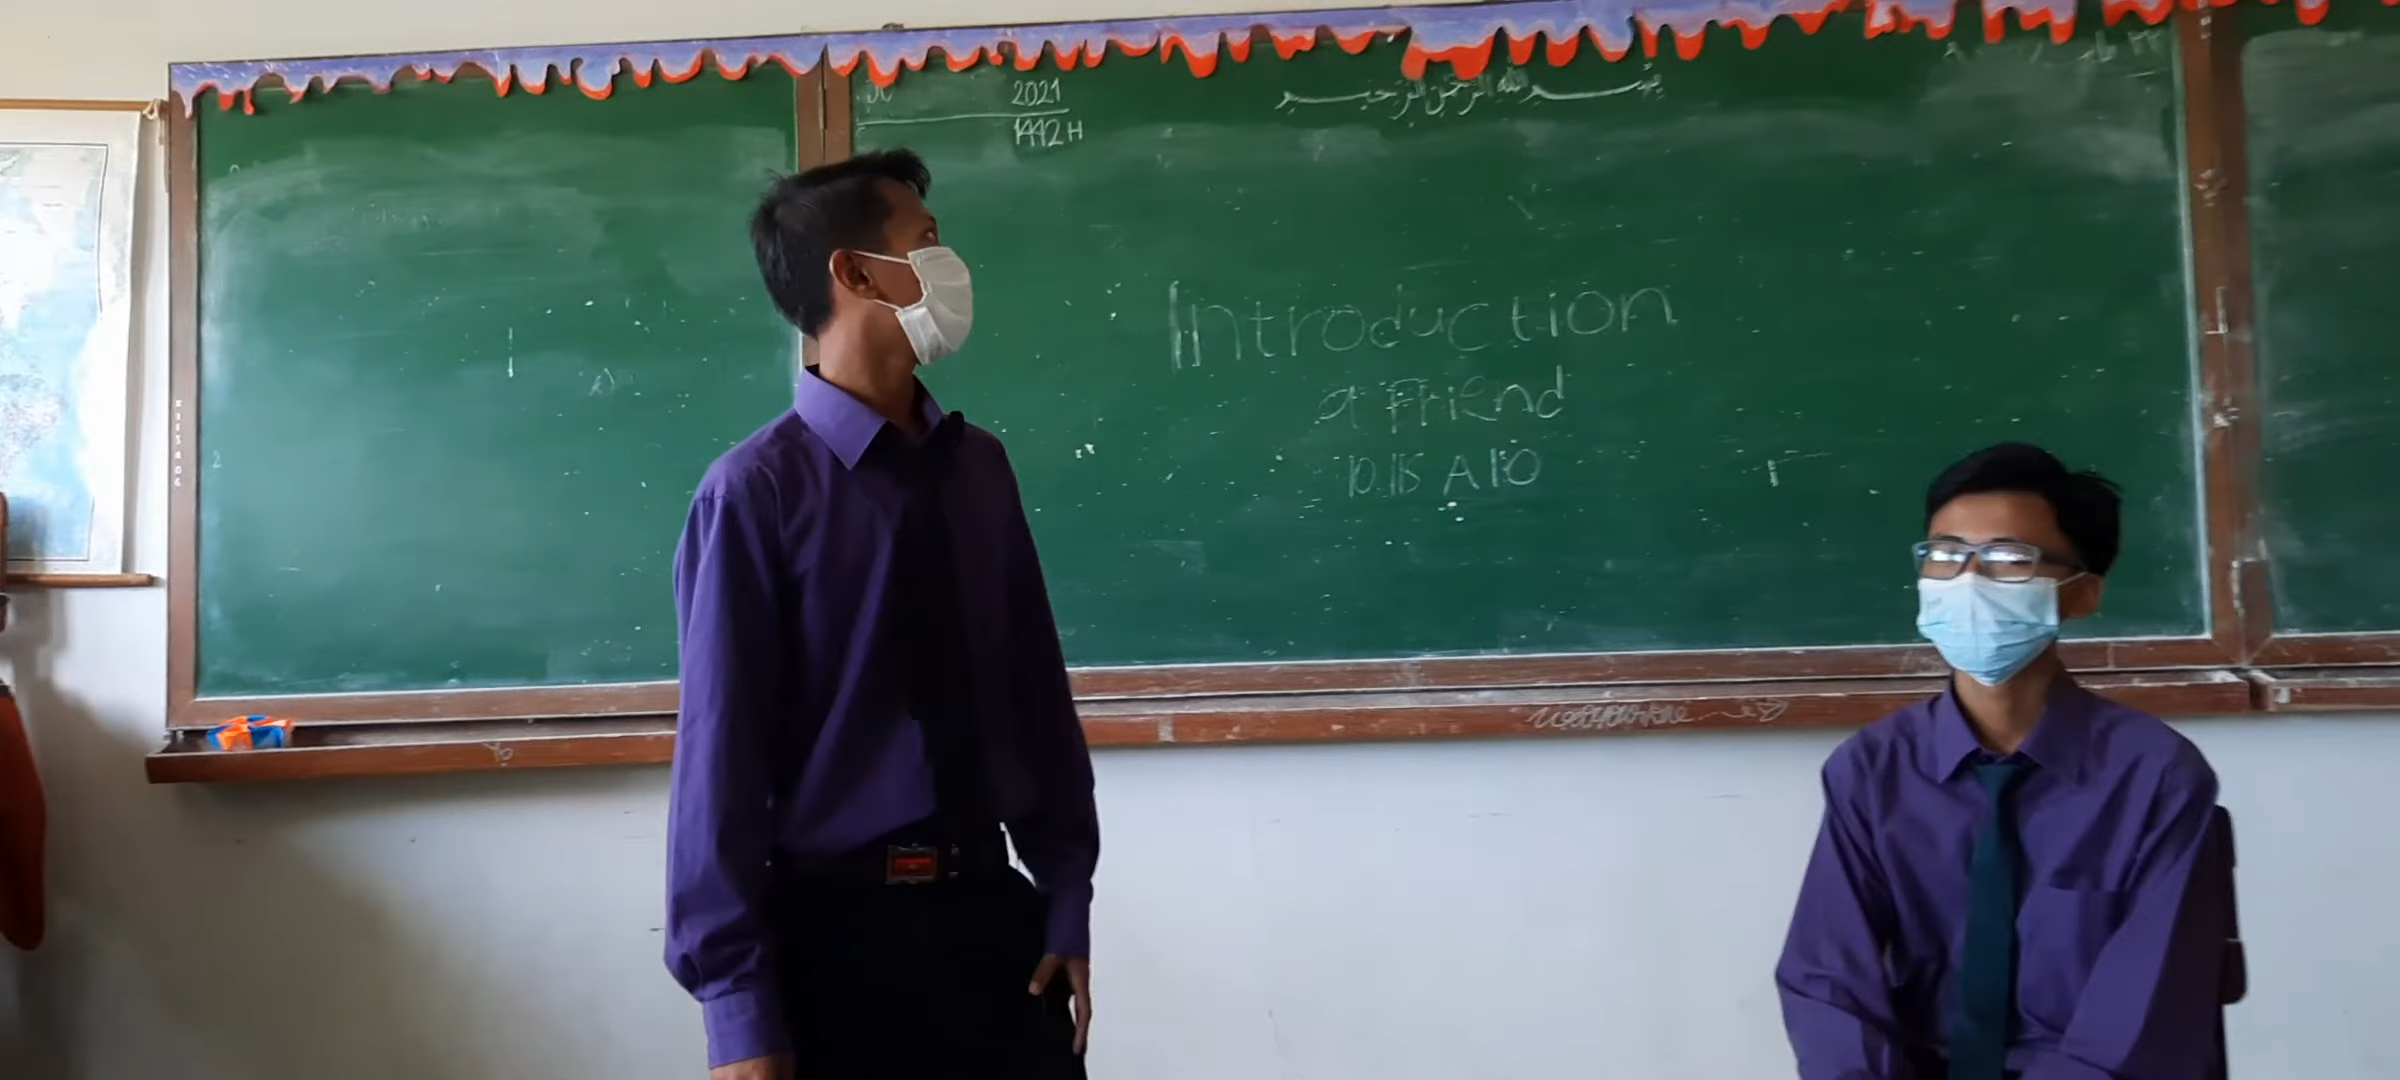 2021
1442 H
بسم الله الرحمن الرحيم
Introduction
a Friend
10 IIS A 10